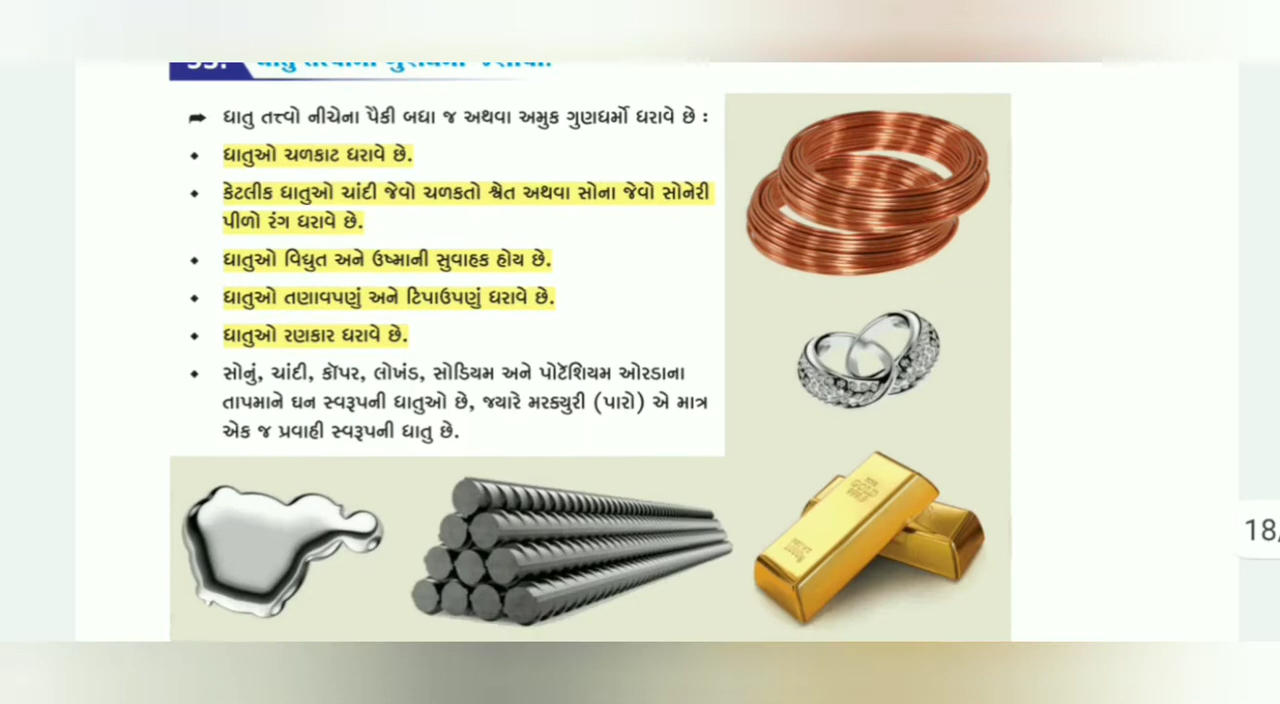 ➡ ધાતુ તત્ત્વો નીચેના પૈકી બધા જ અથવા અમુક ગુણધર્મો ધરાવે છે :
◆ ધાતુઓ ચળકાટ ધરાવે છે.
◆ કેટલીક ધાતુઓ ચાંદી જેવો ચળકતો શ્વેત અથવા સોના જેવો સોનેરી
પીળો રંગ ધરાવે છે.
◆ ધાતુઓ વિદ્યુત અને ઉષ્માની સુવાહક હોય છે.
◆ ધાતુઓ તણાવપણું અને ટિપાઉપણું ધરાવે છે.
◆ ધાતુઓ રણકાર ધરાવે છે.
◆ સોનું, ચાંદી, કૉપર, લોખંડ, સોડિયમ અને પોટૅશિયમ ઓરડાના
તાપમાને ઘન સ્વરૂપની ધાતુઓ છે, જ્યારે મરક્યુરી (પારો) એ માત્ર
એક જ પ્રવાહી સ્વરૂપની ધાતુ છે.
18/